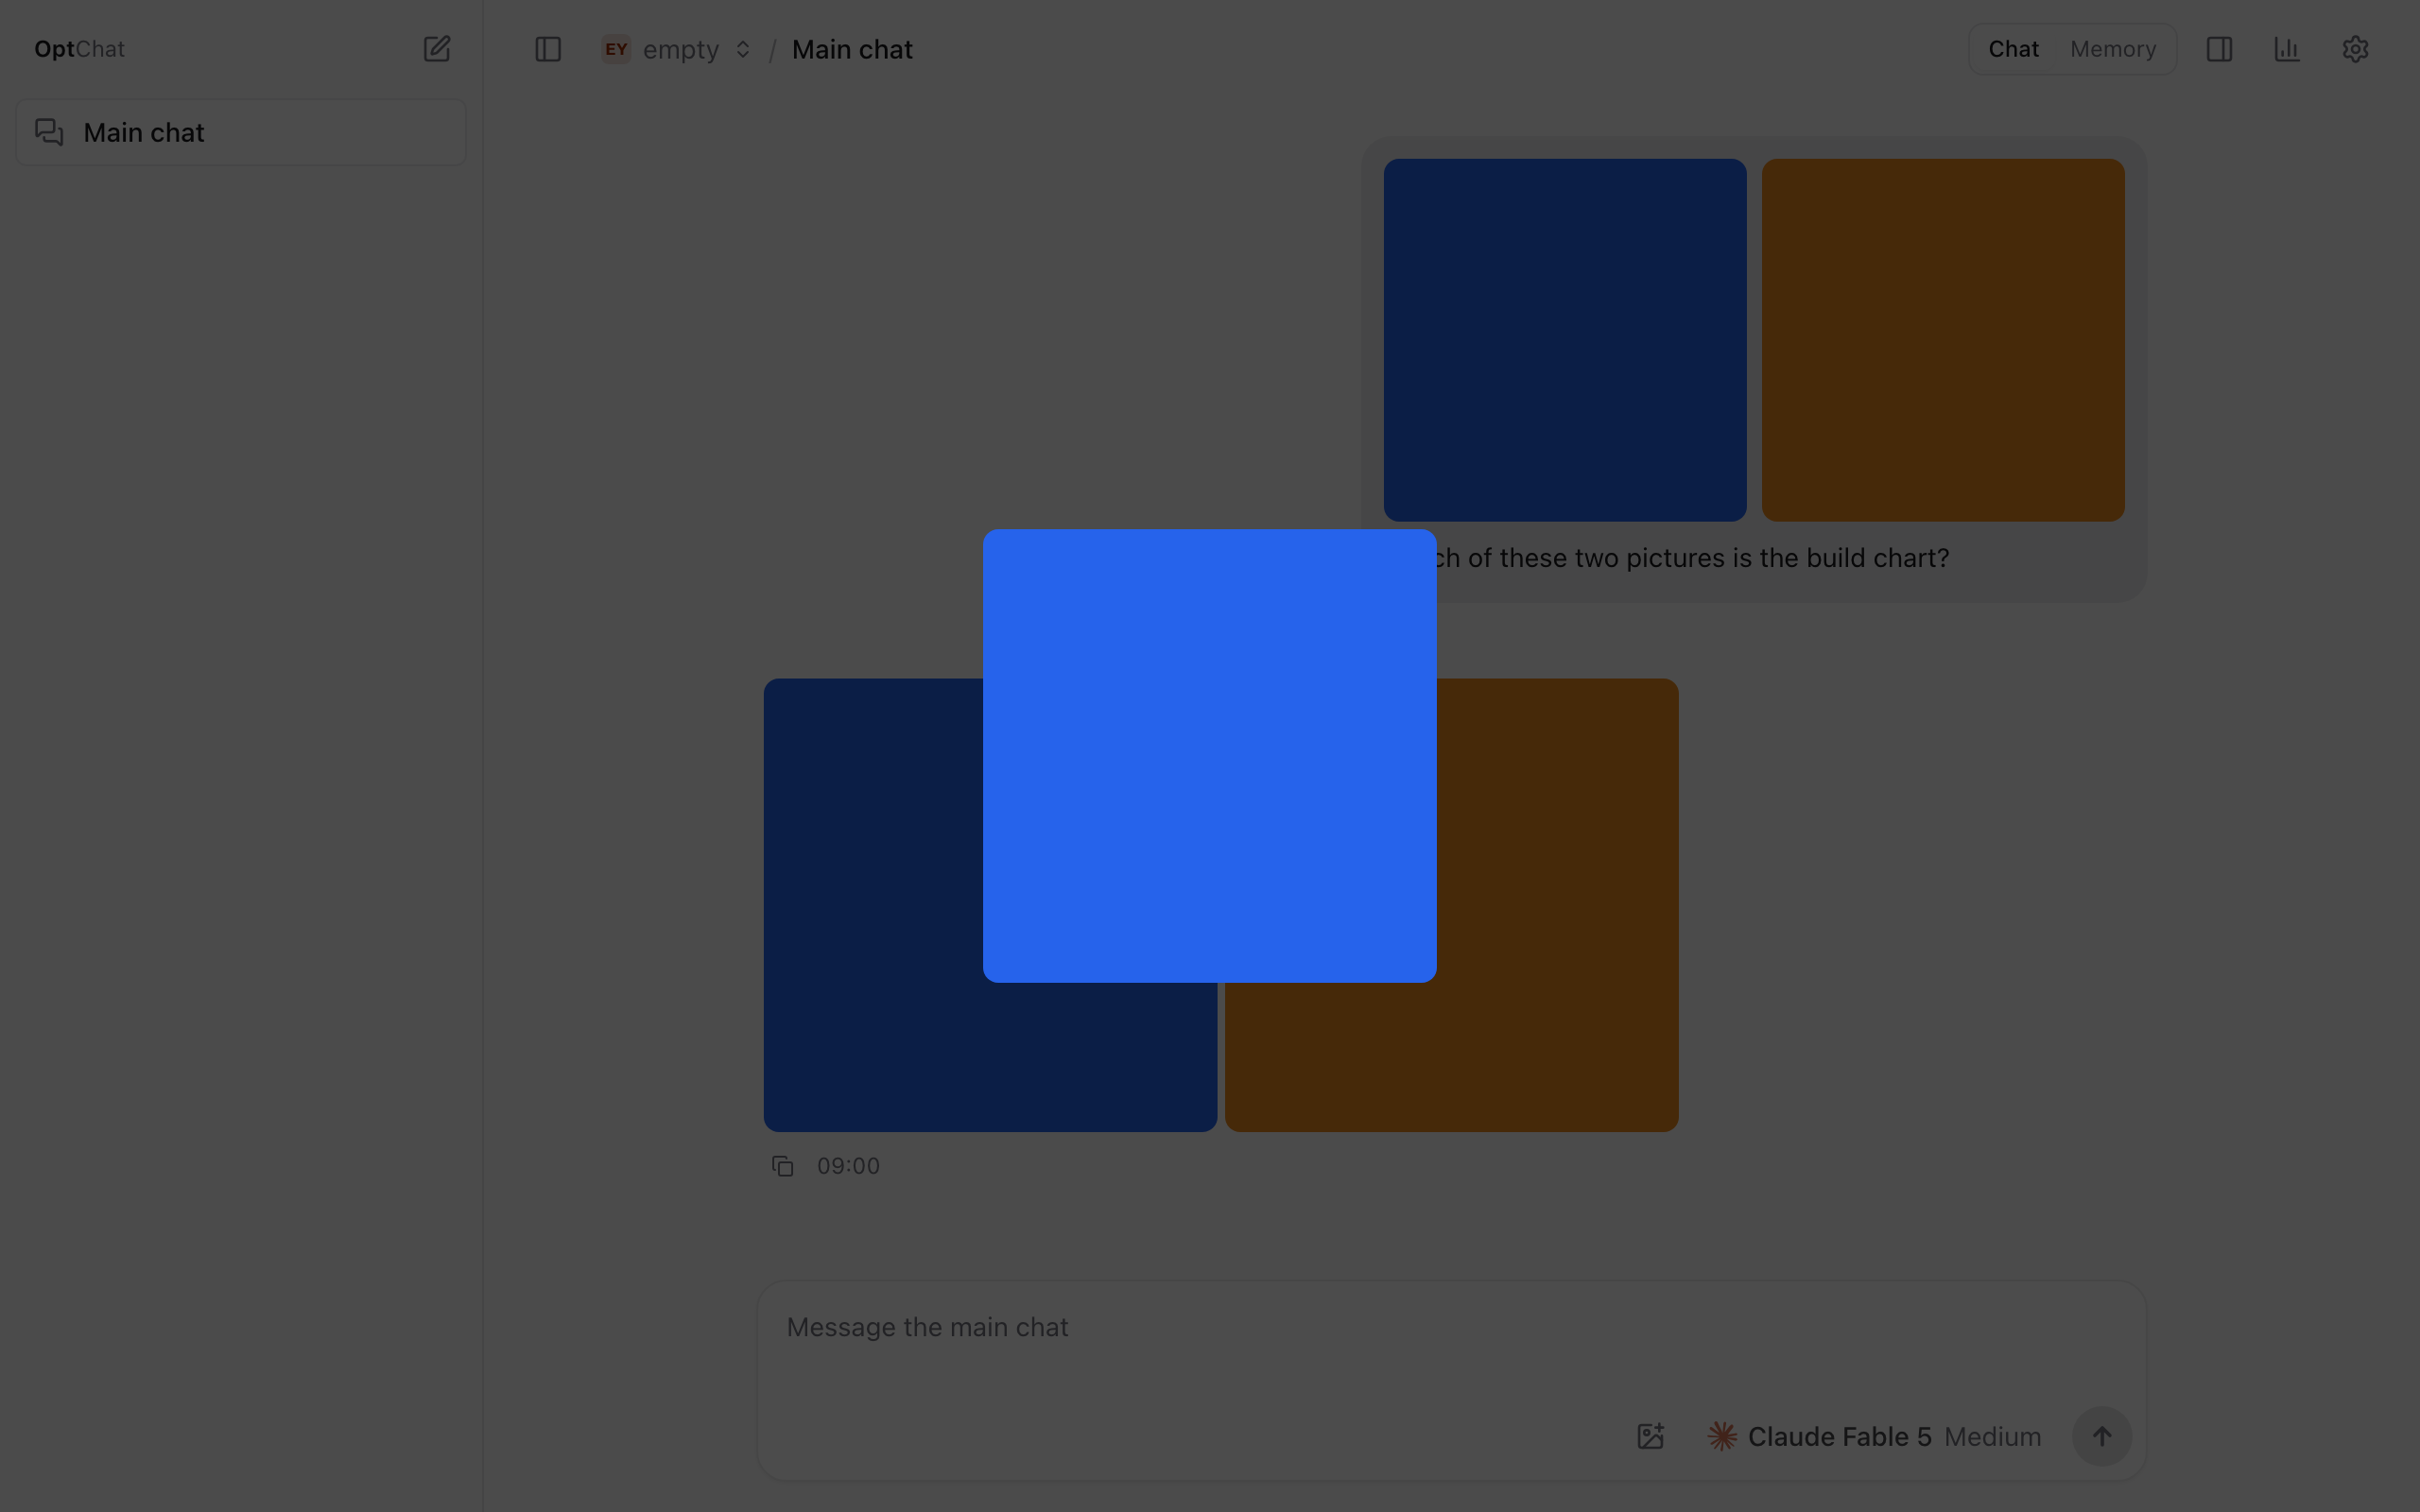 OptChat
EY empty / Main chat
Chat Memory
Main chat
ch of these two pictures is the build chart?
09:00
Message the main chat
Claude Fable 5 Medium